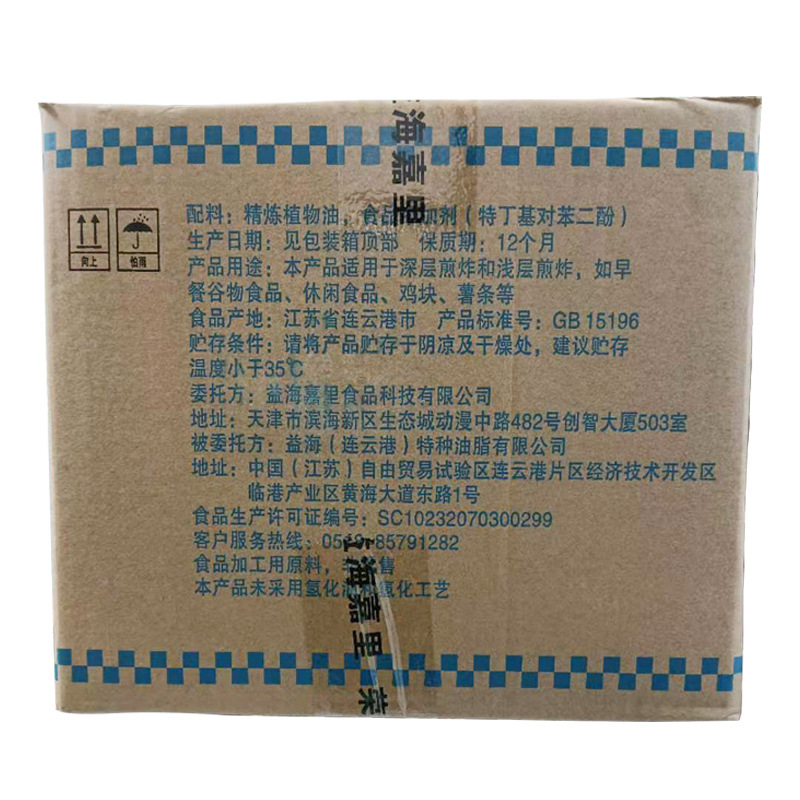 海嘉里
配料：精炼植物油，食品 加剂（特丁基对苯二酚）
生产日期：见包装箱顶部 保质期：12个月
向上 怕雨
产品用途：本产品适用于深层煎炸和浅层煎炸，如早
餐谷物食品、休闲食品、鸡块、薯条等
食品产地：江苏省连云港市 产品标准号：GB 15196
贮存条件：请将产品贮存于阴凉及干燥处，建议贮存
温度小于35℃
委托方：益海嘉里食品科技有限公司
地址：天津市滨海新区生态城动漫中路482号创智大厦503室
被委托方：益海（连云港）特种油脂有限公司
地址：中国（江苏）自由贸易试验区连云港片区经济技术开发区
临港产业区黄海大道东路1号
食品生产许可证编号：SC10232070300299
客户服务热线：051 -85791282
食品加工用原料， 售
本产品未采用氢化油和氢化工艺
海嘉里 荣